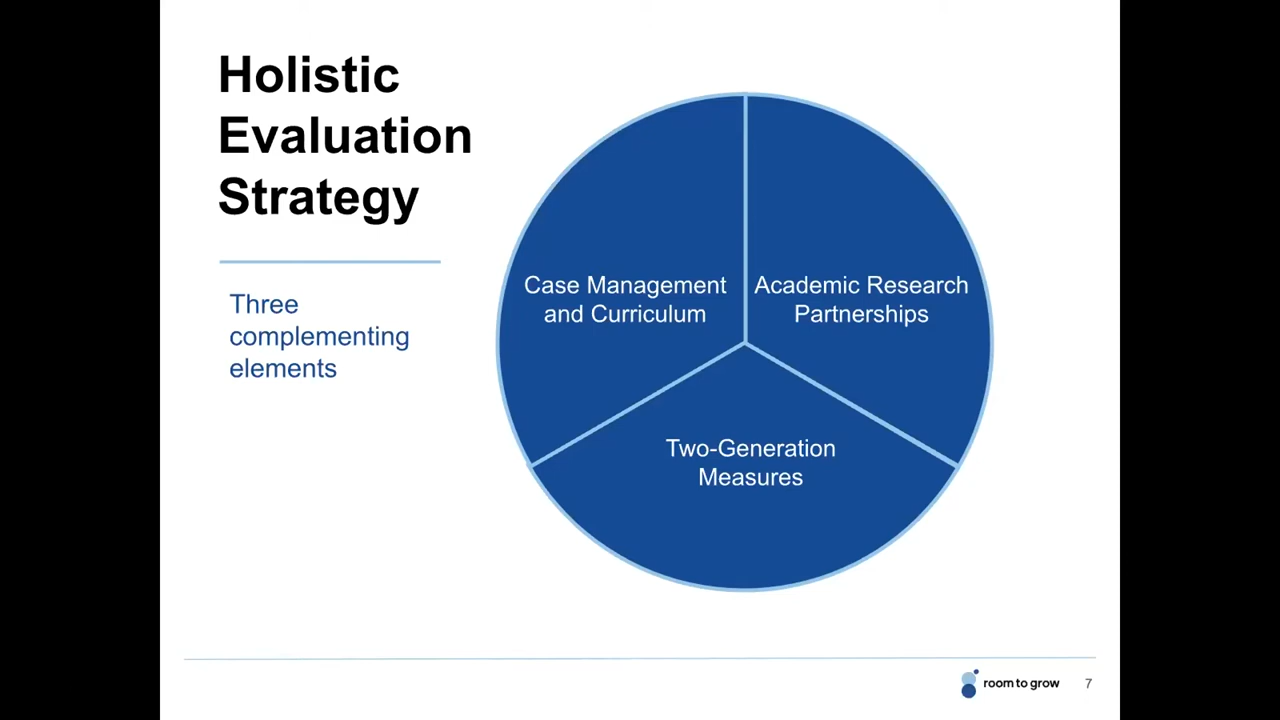 Holistic
Evaluation
Strategy
Three
complementing
elements
Case Management
and Curriculum
Academic Research
Partnerships
Two-Generation
Measures
room to grow
7